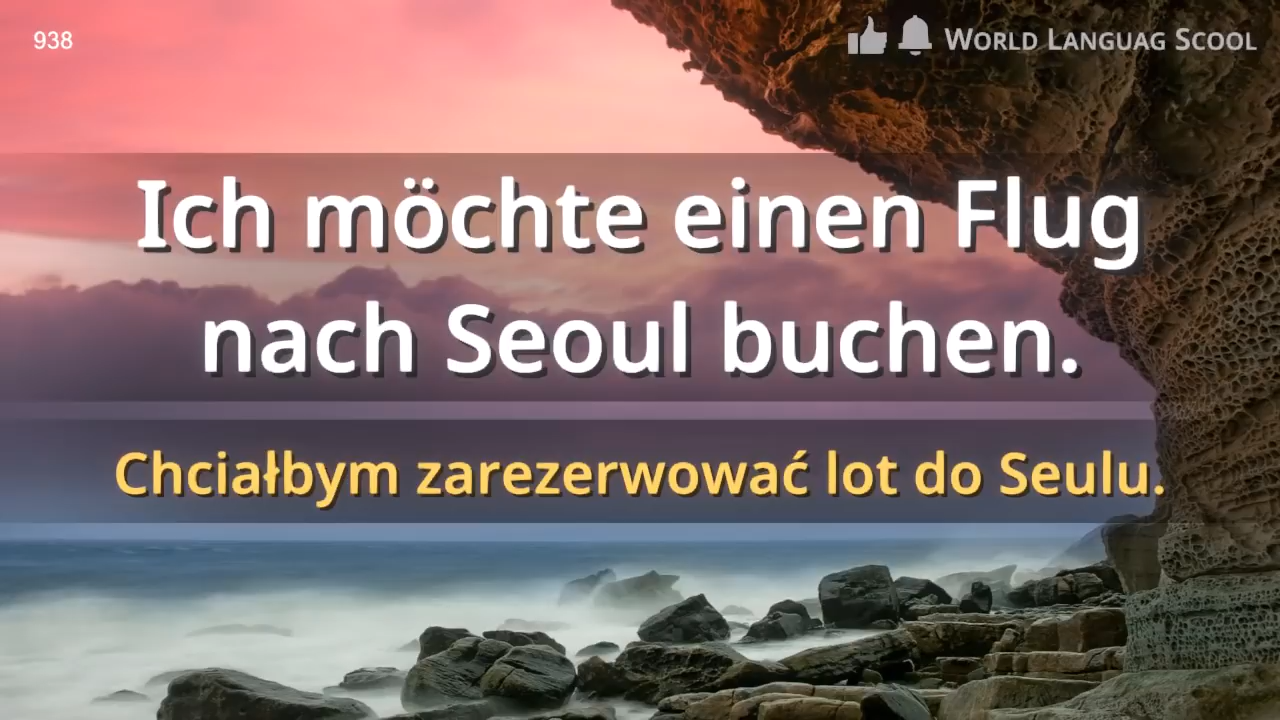 938
WORLD LANGUAG SCOOL
Ich möchte einen Flug
nach Seoul buchen.
Chciałbym zarezerwować lot do Seulu.